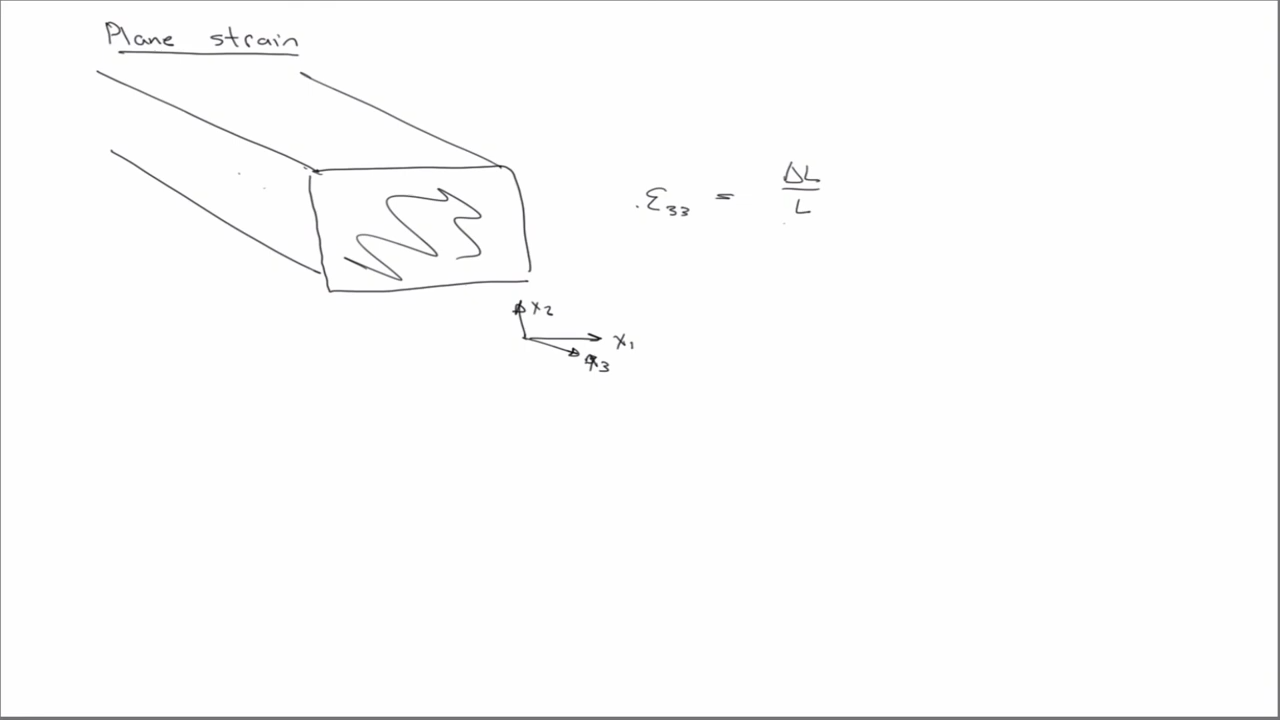 Plane strain
ε₃₃ = ΔL/L
x₂
x₁
x₃